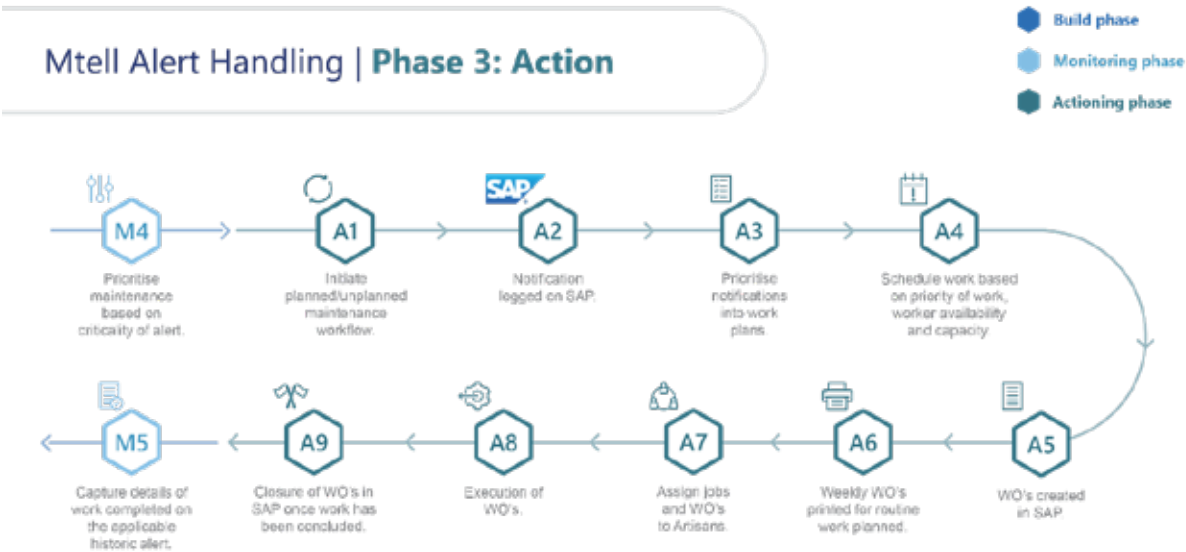 Mtell Alert Handling | Phase 3: Action
Build phase
Monitoring phase
Actioning phase
M4
Prioritise
maintenance
based on
criticality of alert.
A1
Initiate
planned/unplanned
maintenance
workflow.
SAP
A2
Notification
logged on SAP.
A3
Prioritise
notifications
into work
plans
A4
Schedule work based
on priority of work,
worker availability
and capacity
M5
Capture details of
work completed on
the applicable
historic alert.
A9
Closure of WO's in
SAP once work has
been concluded.
A8
Execution of
WO's.
A7
Assign jobs
and WO's
to Artisans.
A6
Weekly WO's
printed for routine
work planned.
A5
WO's created
in SAP